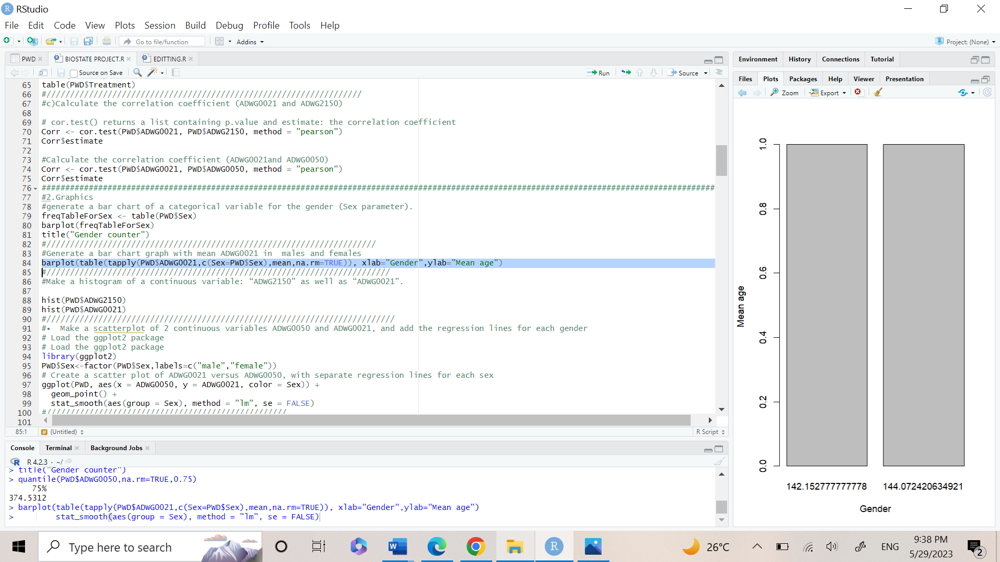 RStudio
File Edit Code View Plots Session Build Debug Profile Tools Help
Go to file/function Addins Project: (None)
PWD BIOSTATE PROJECT.R EDITTING.R
Source on Save Run Source
65 table(PWD$Treatment)
66 #///////////////////////////////////////////////////////////////////
67 #c)Calculate the correlation coefficient (ADWG0021 and ADWG2150)
68
69 # cor.test() returns a list containing p.value and estimate: the correlation coefficient
70 Corr <- cor.test(PWD$ADWG0021, PWD$ADWG2150, method = "pearson")
71 Corr$estimate
72
73 #Calculate the correlation coefficient (ADWG0021and ADWG0050)
74 Corr <- cor.test(PWD$ADWG0021, PWD$ADWG0050, method = "pearson")
75 Corr$estimate
76 ###############################################################################################################################################
77 #2.Graphics
78 #generate a bar chart of a categorical variable for the gender (Sex parameter).
79 freqTableForSex <- table(PWD$Sex)
80 barplot(freqTableForSex)
81 title("Gender counter")
82 #//////////////////////////////////////////////////////////////////////
83 #Generate a bar chart graph with mean ADWG0021 in  males and females
84 barplot(table(tapply(PWD$ADWG0021,c(Sex=PWD$Sex),mean,na.rm=TRUE)), xlab="Gender",ylab="Mean age")
85 #/////////////////////////////////////////////////////////////////////////
86 #Make a histogram of a continuous variable: “ADWG2150” as well as “ADWG0021”.
87
88 hist(PWD$ADWG2150)
89 hist(PWD$ADWG0021)
90 #//////////////////////////////////////////////////////////////////////////
91 #•  Make a scatterplot of 2 continuous variables ADWG0050 and ADWG0021, and add the regression lines for each gender
92 # Load the ggplot2 package
93 # Load the ggplot2 package
94 library(ggplot2)
95 PWD$Sex<-factor(PWD$Sex,labels=c("male","female"))
96 # Create a scatter plot of ADWG0021 versus ADWG0050, with separate regression lines for each sex
97 ggplot(PWD, aes(x = ADWG0050, y = ADWG0021, color = Sex)) +
98   geom_point() +
99   stat_smooth(aes(group = Sex), method = "lm", se = FALSE)
100 #///////////////////////////////////////////////////
101
85:1 # (Untitled) R Script
Console Terminal Background Jobs
R 4.2.3 · ~/
> title("Gender counter")
> quantile(PWD$ADWG0050,na.rm=TRUE,0.75)
75%
374.5312
> barplot(table(tapply(PWD$ADWG0021,c(Sex=PWD$Sex),mean,na.rm=TRUE)), xlab="Gender",ylab="Mean age")
>         stat_smooth(aes(group = Sex), method = "lm", se = FALSE)
Environment History Connections Tutorial
Files Plots Packages Help Viewer Presentation
Zoom Export
1.0
0.8
0.6
0.4
0.2
0.0
Mean age
142.152777777778 144.072420634921
Gender
Type here to search
26°C
ENG
9:38 PM
5/29/2023
2